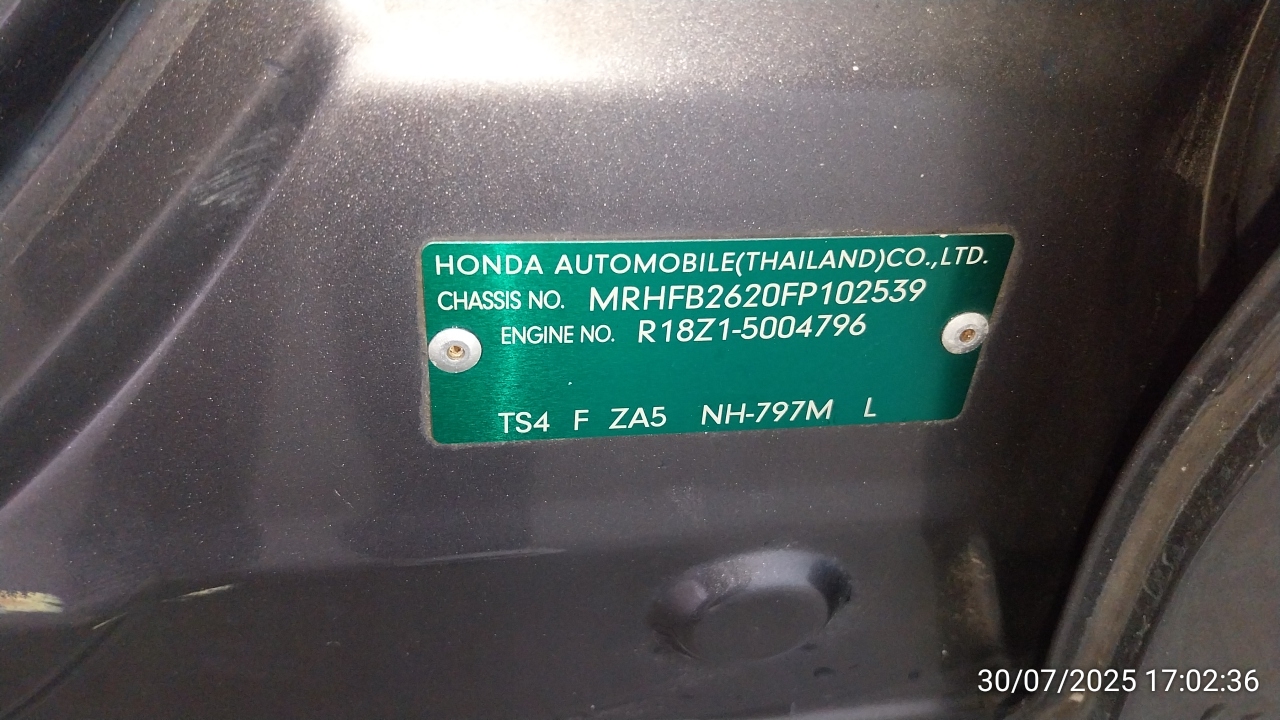 HONDA AUTOMOBILE(THAILAND)CO.,LTD.
CHASSIS NO. MRHFB2620FP102539
ENGINE NO. R18Z1-5004796
TS4 F ZA5 NH-797M L
30/07/2025 17:02:36